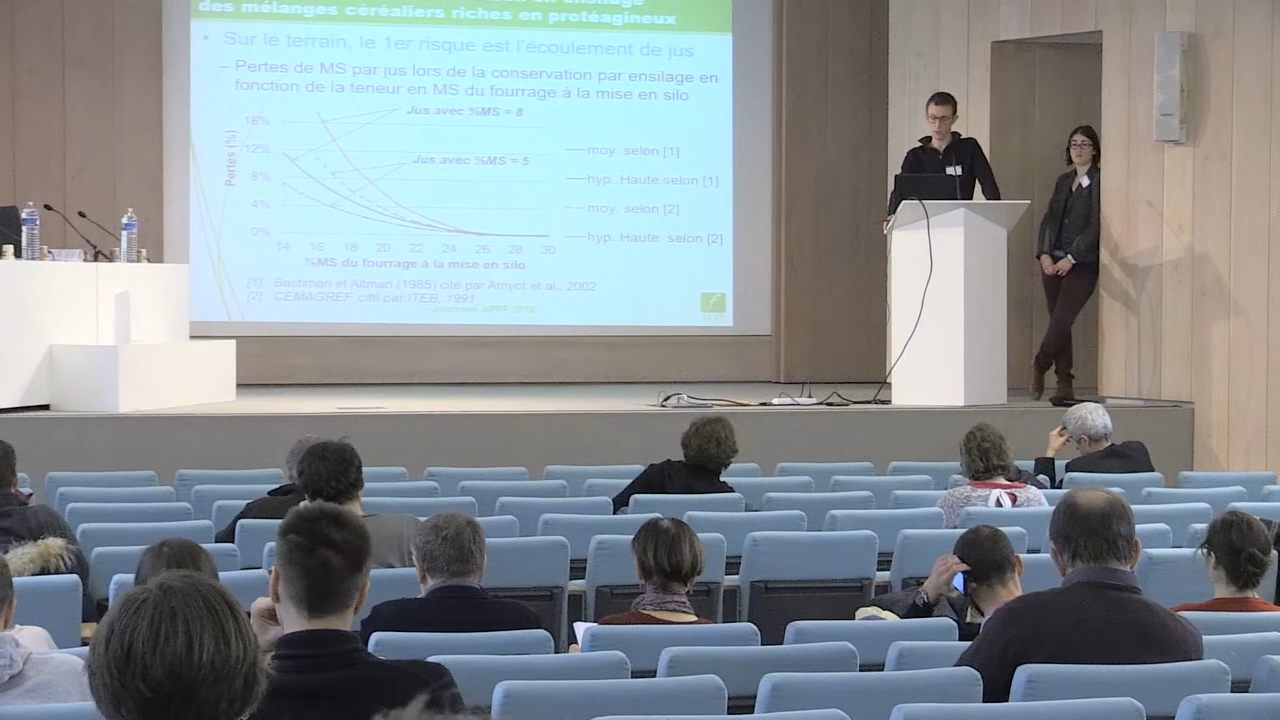 des mélanges céréaliers riches en protéagineux
• Sur le terrain, le 1er risque est l'écoulement de jus
– Pertes de MS par jus lors de la conservation par ensilage en
fonction de la teneur en MS du fourrage à la mise en silo
Jus avec %MS = 8
16%
12%
Jus avec %MS = 5
8%
4%
0%
Pertes (%)
14 16 18 20 22 24 26 28 30
%MS du fourrage à la mise en silo
moy. selon [1]
hyp. Haute selon [1]
moy. selon [2]
hyp. Haute selon [2]
[1] Bastiman et Altman (1985) cité par Amyot et al., 2002
[2] CEMAGREF, cité par ITEB, 1991